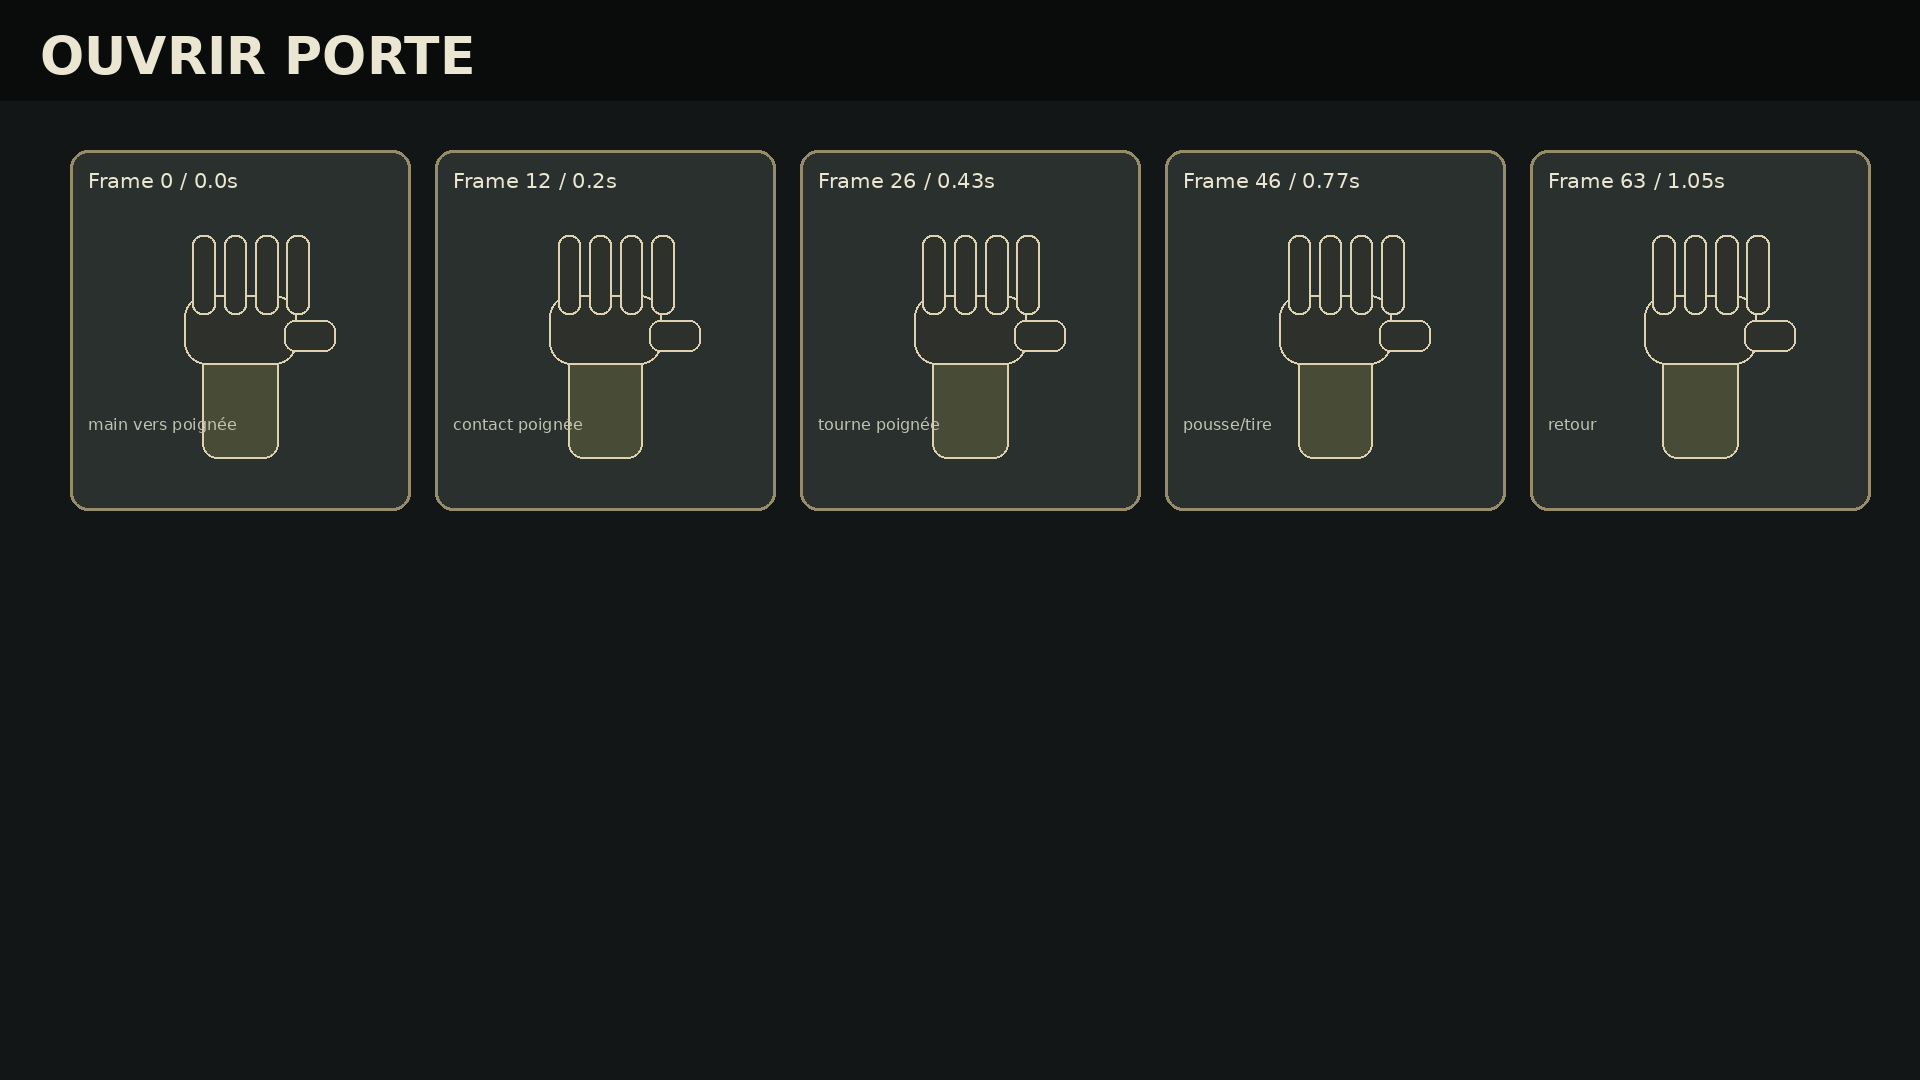 OUVRIR PORTE
Frame 0 / 0.0s
main vers poignée
Frame 12 / 0.2s
contact poignée
Frame 26 / 0.43s
tourne poignée
Frame 46 / 0.77s
pousse/tire
Frame 63 / 1.05s
retour